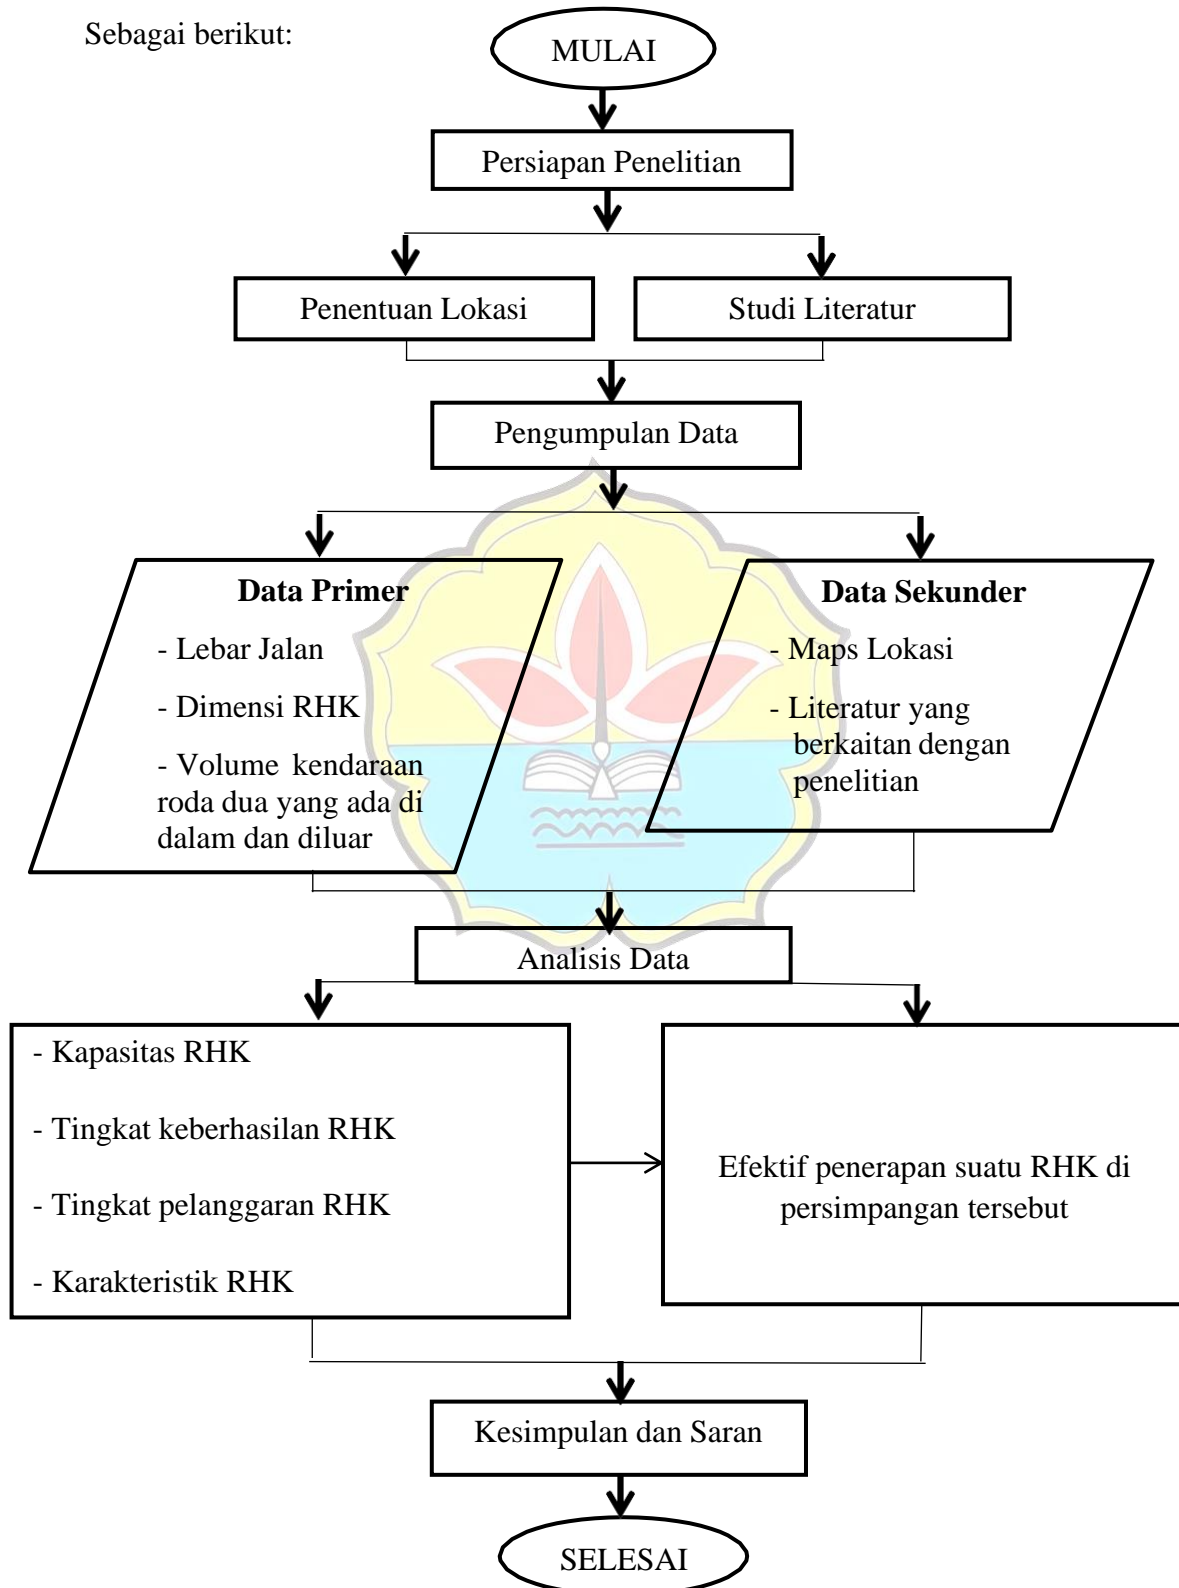 Sebagai berikut:
MULAI
Persiapan Penelitian
Penentuan Lokasi
Studi Literatur
Pengumpulan Data
Data Primer
- Lebar Jalan
- Dimensi RHK
- Volume kendaraan
roda dua yang ada di
dalam dan diluar
Data Sekunder
- Maps Lokasi
- Literatur yang
berkaitan dengan
penelitian
Analisis Data
- Kapasitas RHK
- Tingkat keberhasilan RHK
- Tingkat pelanggaran RHK
- Karakteristik RHK
Efektif penerapan suatu RHK di
persimpangan tersebut
Kesimpulan dan Saran
SELESAI